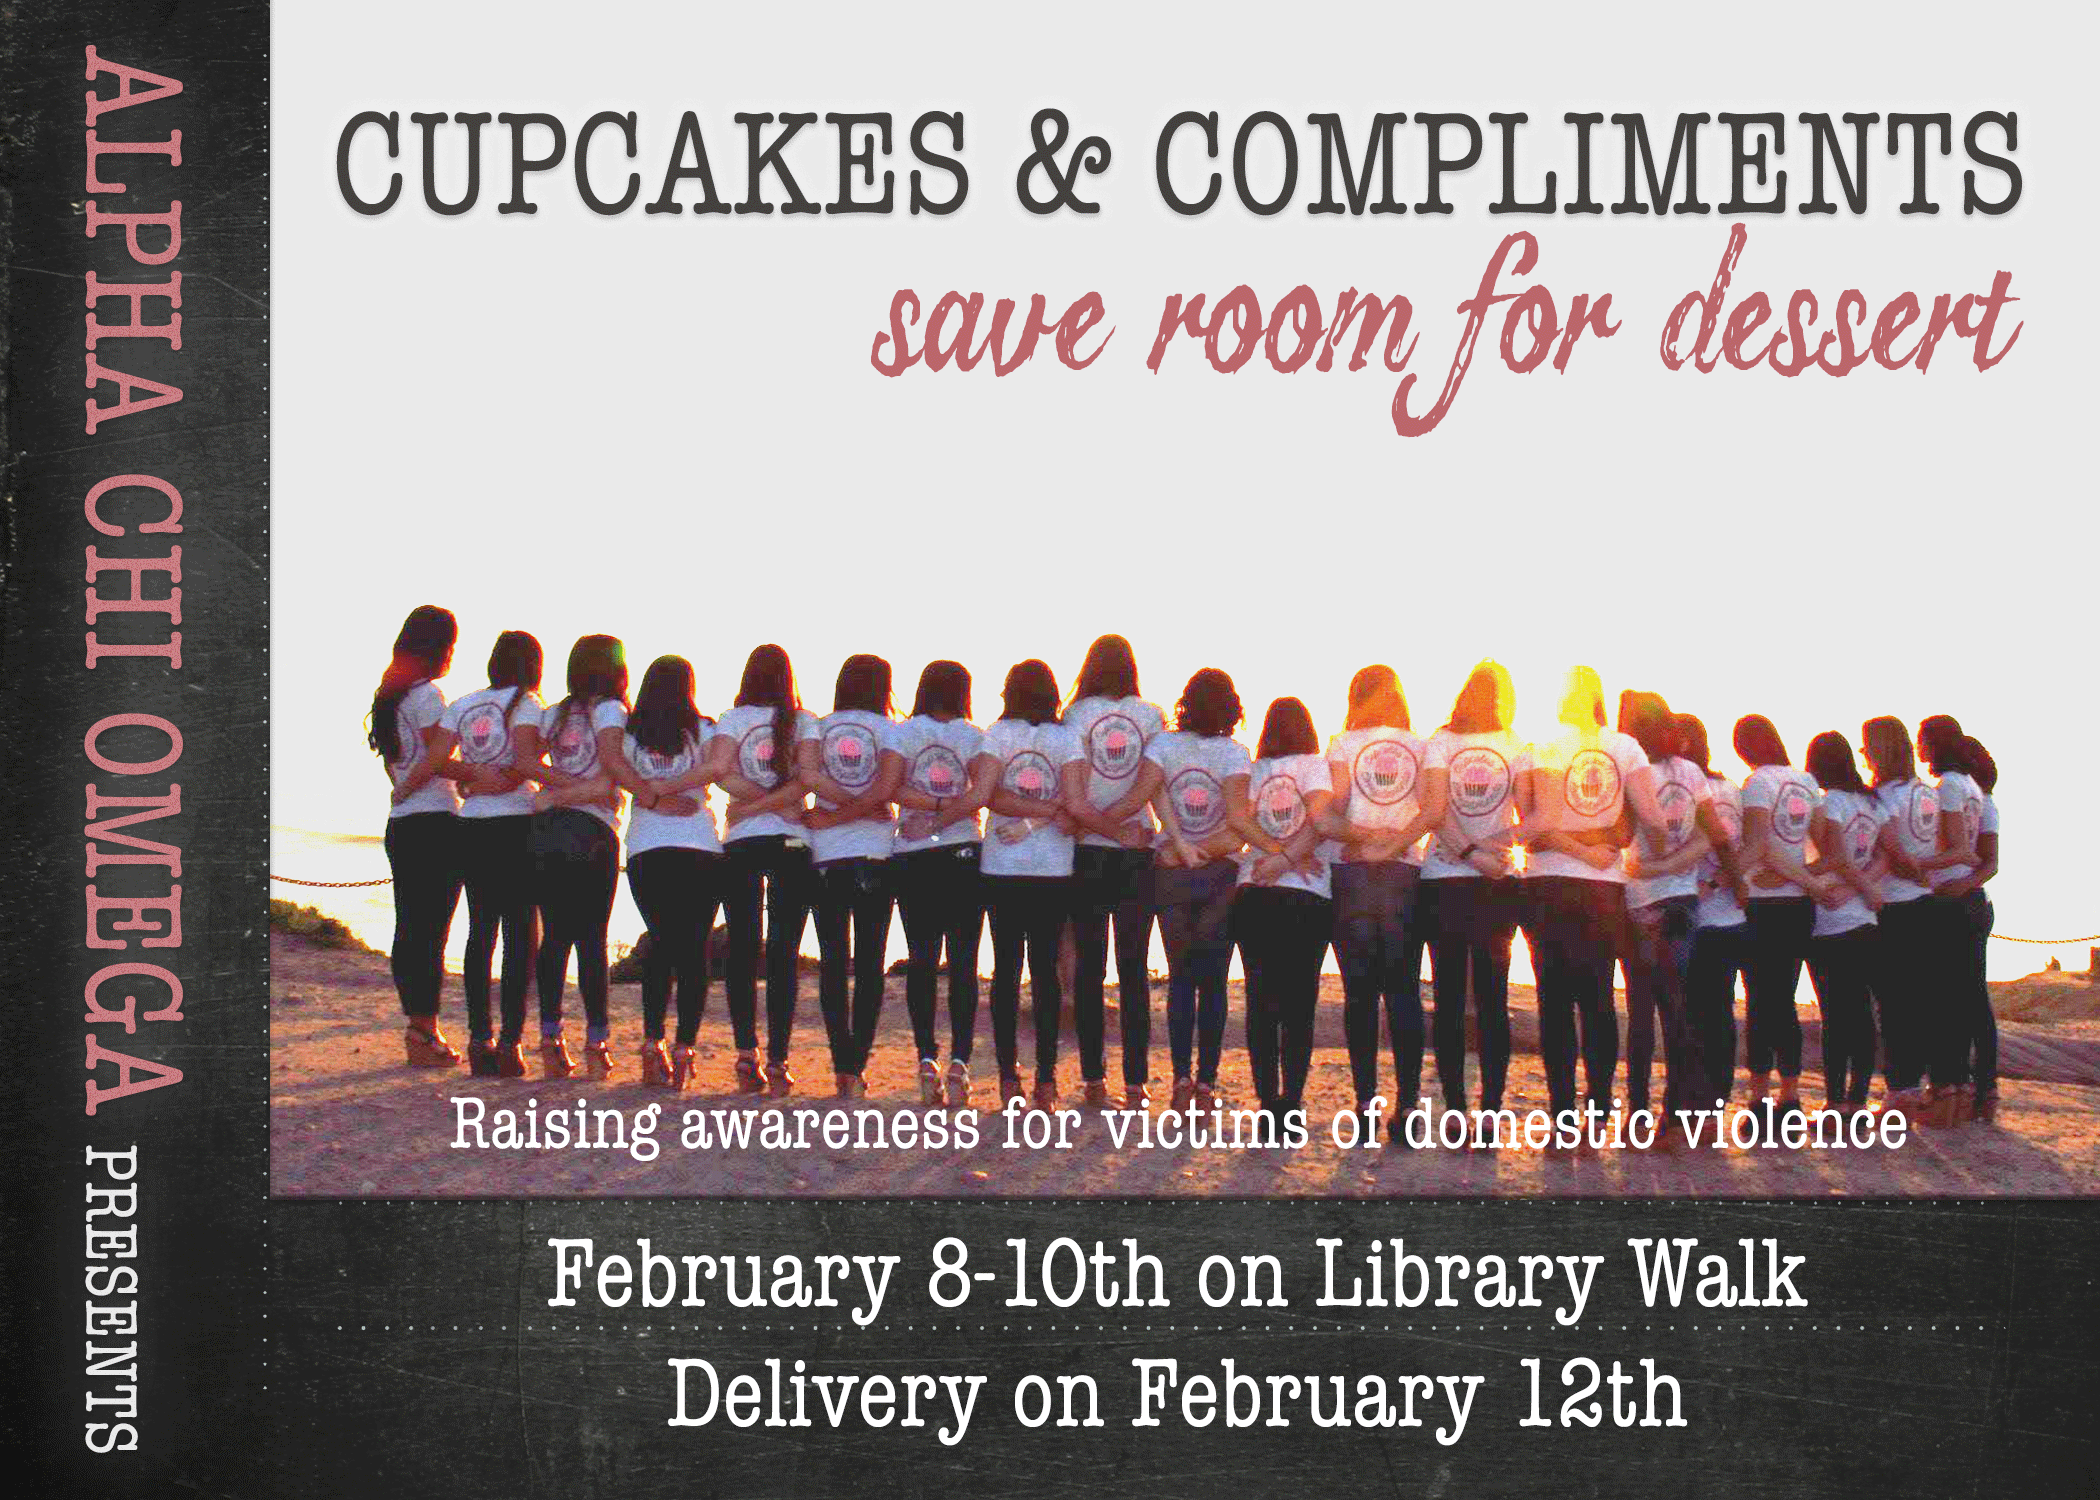 ALPHA CHI OMEGA PRESENTS
CUPCAKES & COMPLIMENTS
save room for dessert
Raising awareness for victims of domestic violence
February 8-10th on Library Walk
Delivery on February 12th